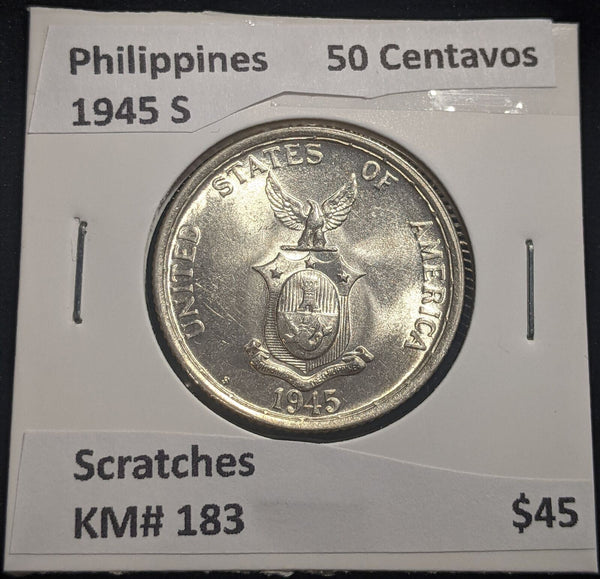 Philippines 50 Centavos
1945 S
UNITED STATES OF AMERICA
S
1945
Scratches
KM# 183
$45